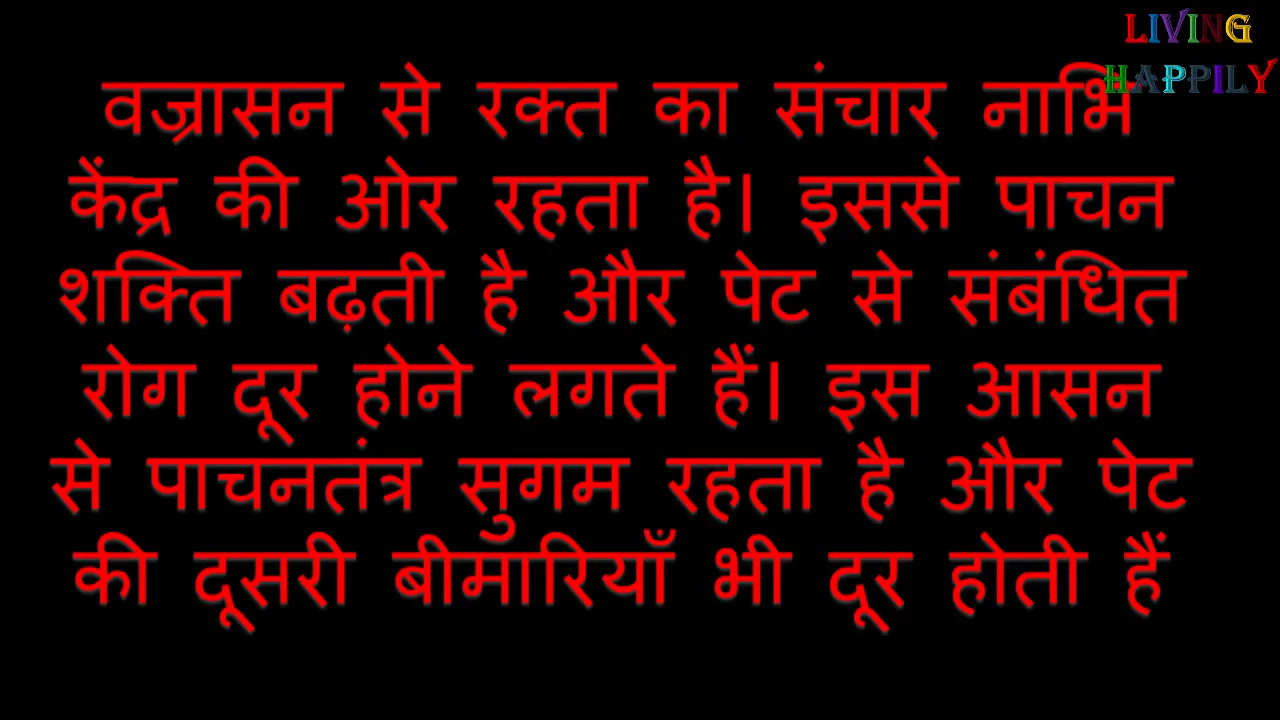 LIVING
HAPPILY
वज्रासन से रक्त का संचार नाभि
केंद्र की ओर रहता है। इससे पाचन
शक्ति बढ़ती है और पेट से संबंधित
रोग दूर होने लगते हैं। इस आसन
से पाचनतंत्र सुगम रहता है और पेट
की दूसरी बीमारियाँ भी दूर होती हैं